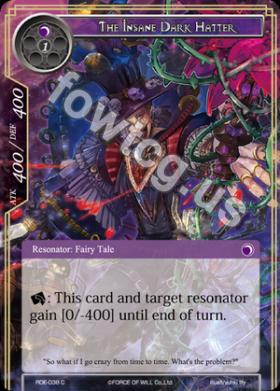 The Insane Dark Hatter
1
ATK 400/DEF 400
fowtcg.us
Resonator: Fairy Tale
: This card and target resonator
gain [0/-400] until end of turn.
"So what if I go crazy from time to time. What's the problem?"
RDE-038 C
©FORCE OF WILL Co.,Ltd.